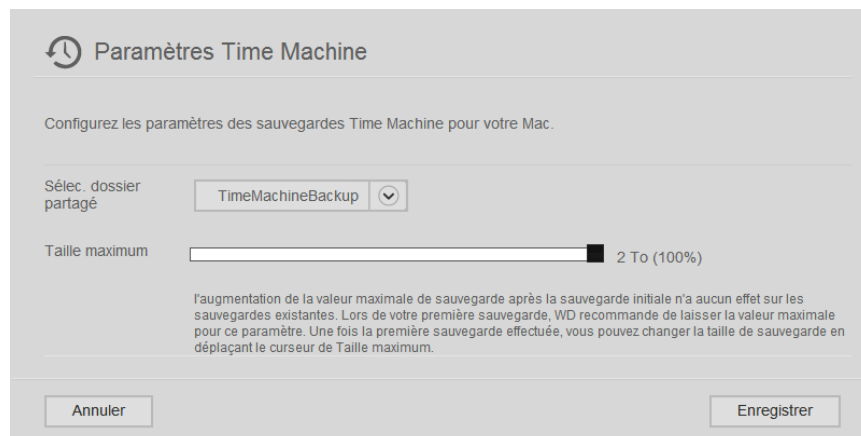 Paramètres Time Machine
Configurez les paramètres des sauvegardes Time Machine pour votre Mac.
Sélec. dossier
partagé
TimeMachineBackup
Taille maximum
2 To (100%)
l'augmentation de la valeur maximale de sauvegarde après la sauvegarde initiale n'a aucun effet sur les
sauvegardes existantes. Lors de votre première sauvegarde, WD recommande de laisser la valeur maximale
pour ce paramètre. Une fois la première sauvegarde effectuée, vous pouvez changer la taille de sauvegarde en
déplaçant le curseur de Taille maximum.
Annuler
Enregistrer